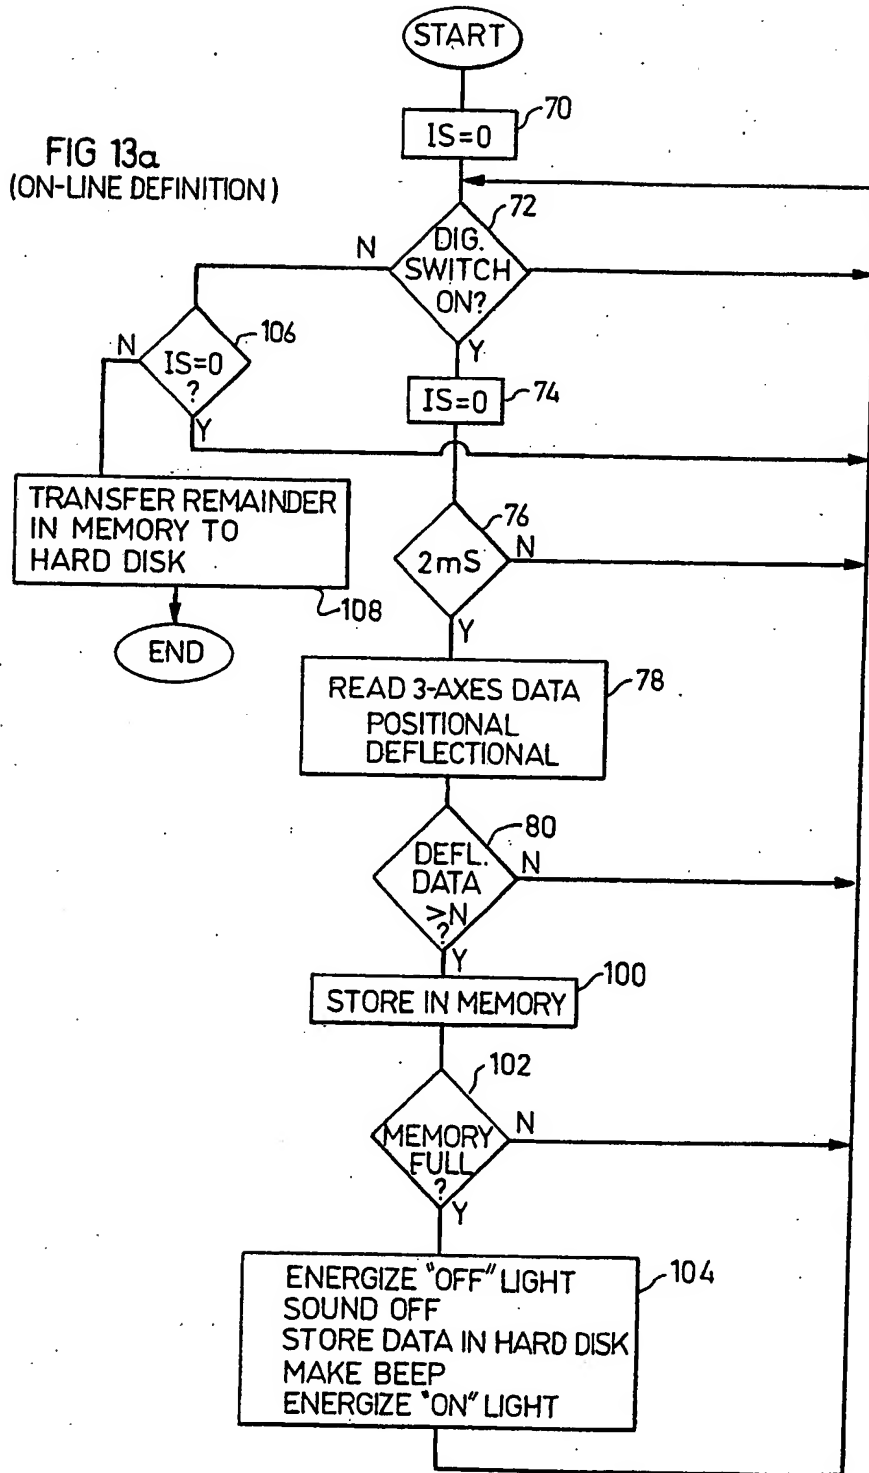 START
IS=0
70
FIG 13a
(ON-LINE DEFINITION)
72
DIG.
SWITCH
ON?
N
Y
106
N
IS=0
?
Y
IS=0
74
TRANSFER REMAINDER
IN MEMORY TO
HARD DISK
108
END
76
2mS
N
Y
READ 3-AXES DATA
POSITIONAL
DEFLECTIONAL
78
80
DEFL.
DATA
>N
?
N
Y
STORE IN MEMORY
100
102
MEMORY
FULL
?
N
Y
ENERGIZE "OFF" LIGHT
SOUND OFF
STORE DATA IN HARD DISK
MAKE BEEP
ENERGIZE "ON" LIGHT
104